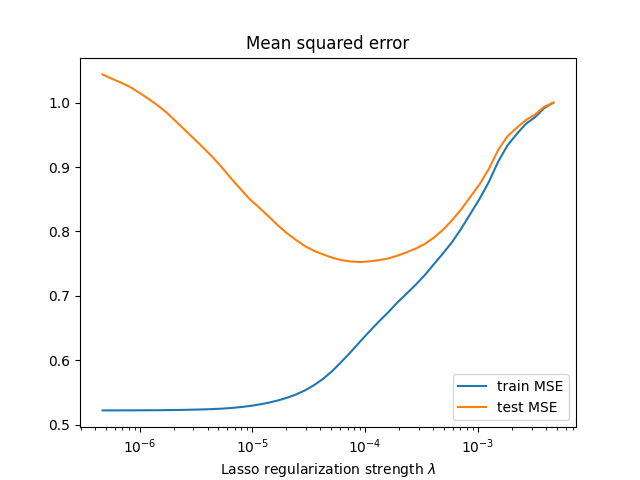 Mean squared error
1.0
0.9
0.8
0.7
0.6
0.5
10⁻⁶ 10⁻⁵ 10⁻⁴ 10⁻³
Lasso regularization strength λ
train MSE
test MSE